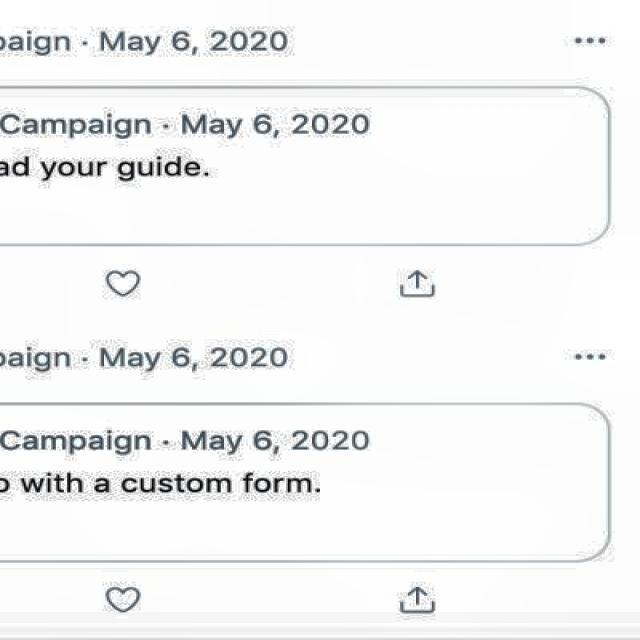 paign · May 6, 2020
Campaign · May 6, 2020
ad your guide.
paign · May 6, 2020
Campaign · May 6, 2020
with a custom form.